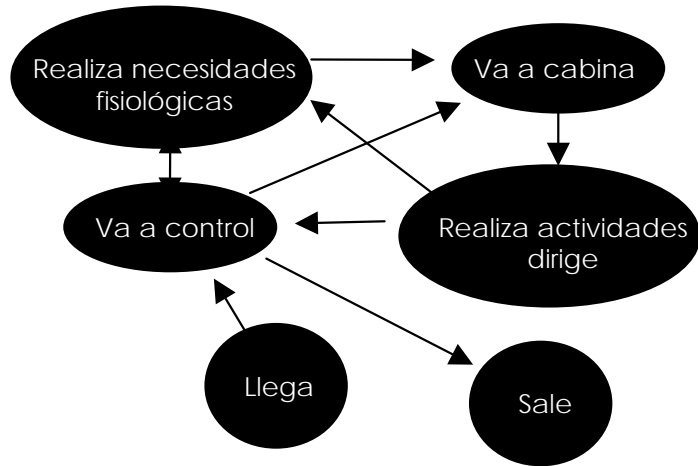 Realiza necesidades
fisiológicas
Va a cabina
Va a control
Realiza actividades
dirige
Llega
Sale